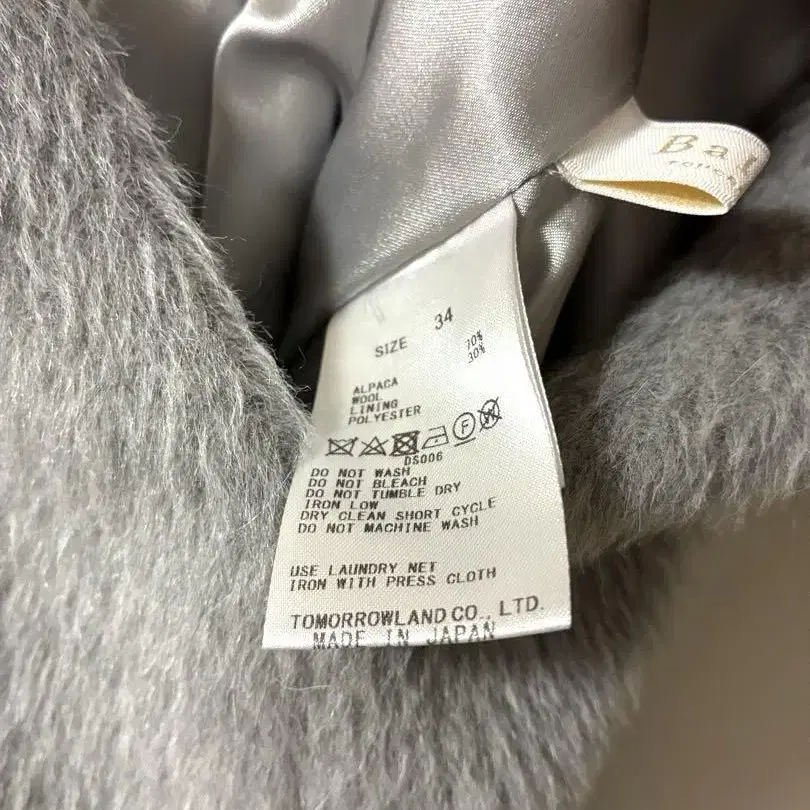 Ba
SIZE 34
70%
30%
ALPACA
WOOL
LINING
POLYESTER
F
DS006
DO NOT WASH
DO NOT BLEACH
DO NOT TUMBLE DRY
IRON LOW
DRY CLEAN SHORT CYCLE
DO NOT MACHINE WASH
USE LAUNDRY NET
IRON WITH PRESS CLOTH
TOMORROWLAND CO., LTD.
MADE IN JAPAN